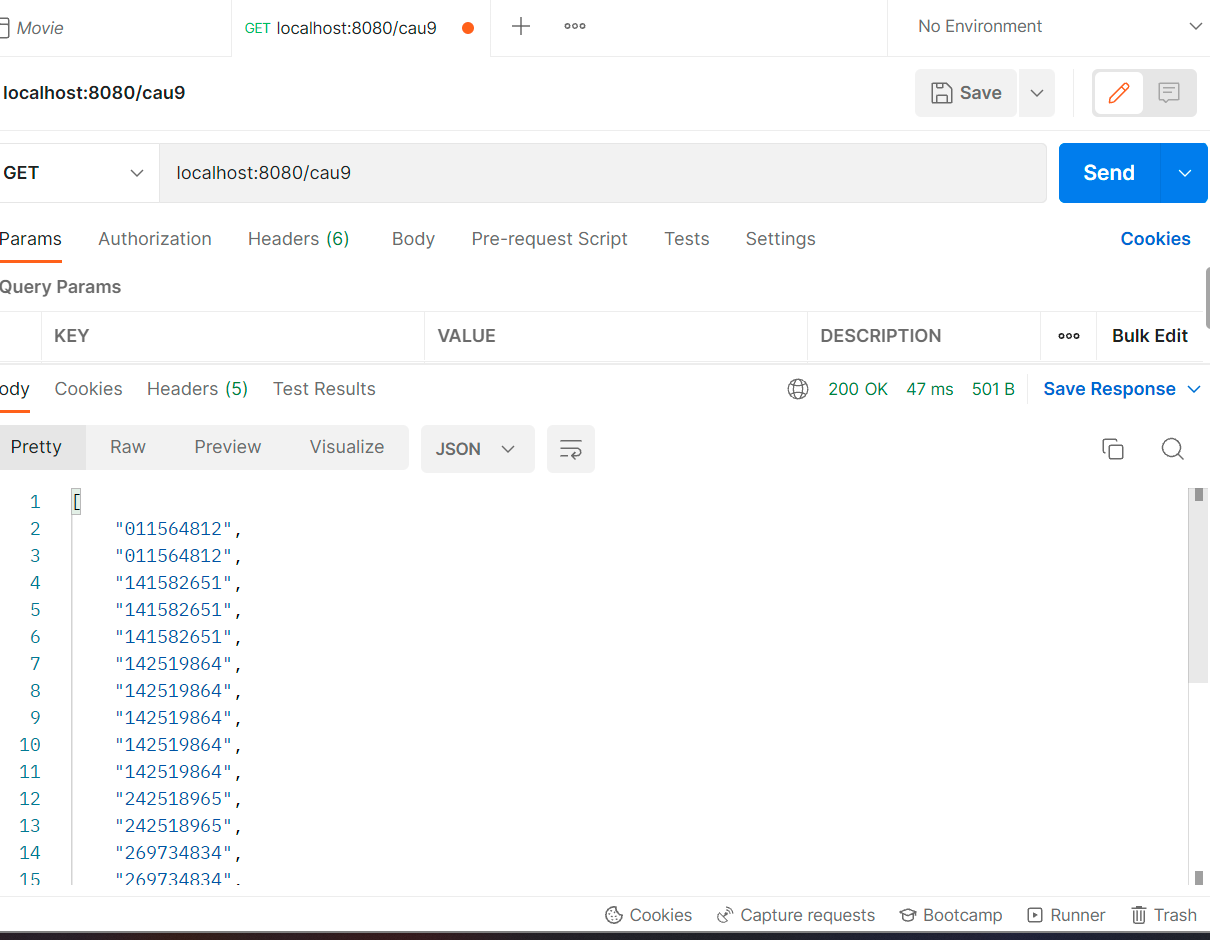 Movie
GET localhost:8080/cau9
No Environment
localhost:8080/cau9
Save
GET
localhost:8080/cau9
Send
Params Authorization Headers (6) Body Pre-request Script Tests Settings Cookies
Query Params
KEY VALUE DESCRIPTION Bulk Edit
ody Cookies Headers (5) Test Results 200 OK 47 ms 501 B Save Response
Pretty Raw Preview Visualize JSON
1 [
2 "011564812",
3 "011564812",
4 "141582651",
5 "141582651",
6 "141582651",
7 "142519864",
8 "142519864",
9 "142519864",
10 "142519864",
11 "142519864",
12 "242518965",
13 "242518965",
14 "269734834",
15 "269734834",
Cookies Capture requests Bootcamp Runner Trash